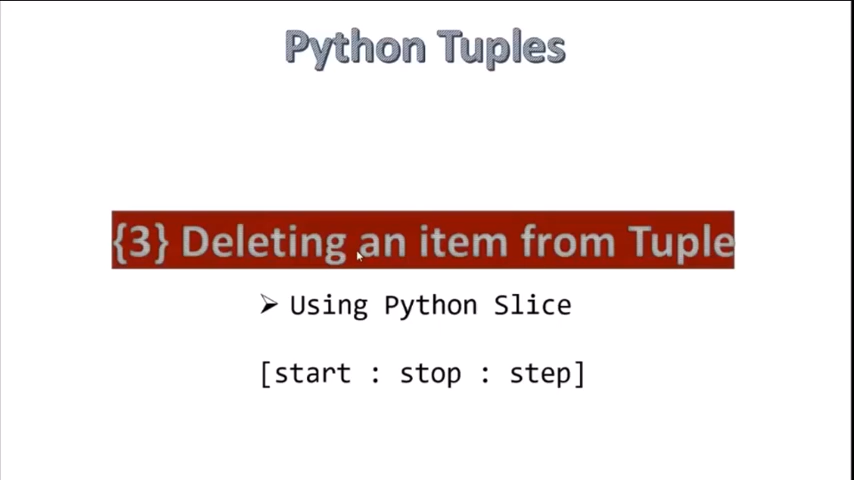 Python Tuples
{3} Deleting an item from Tuple
➢ Using Python Slice
[start : stop : step]